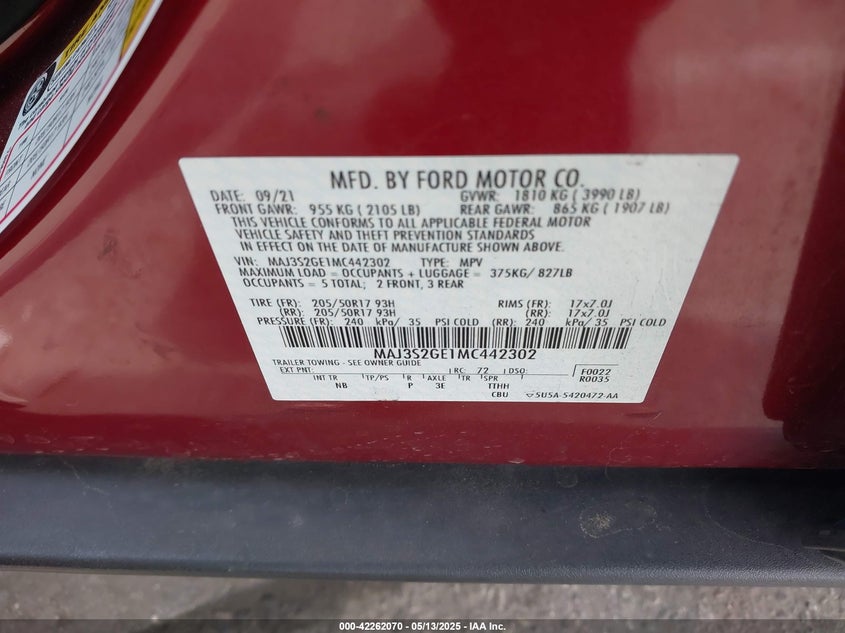 MFD. BY FORD MOTOR CO.
DATE: 09/21 GVWR: 1810 KG ( 3990 LB)
FRONT GAWR: 955 KG ( 2105 LB) REAR GAWR: 865 KG ( 1907 LB)
THIS VEHICLE CONFORMS TO ALL APPLICABLE FEDERAL MOTOR
VEHICLE SAFETY AND THEFT PREVENTION STANDARDS
IN EFFECT ON THE DATE OF MANUFACTURE SHOWN ABOVE.
VIN: MAJ3S2GE1MC442302 TYPE: MPV
MAXIMUM LOAD = OCCUPANTS + LUGGAGE = 375KG/ 827LB
OCCUPANTS = 5 TOTAL; 2 FRONT, 3 REAR
TIRE (FR): 205/50R17 93H RIMS (FR): 17x7.0J
(RR): 205/50R17 93H (RR): 17x7.0J
PRESSURE (FR): 240 kPa/ 35 PSI COLD (RR): 240 kPa/ 35 PSI COLD
MAJ3S2GE1MC442302
TRAILER TOWING - SEE OWNER GUIDE
EXT PNT: RC: 72 DSO: F0022
R0035
INT TR TP/PS R AXLE TR SPR
NB P 3E TTHH
CBU 5U5A-5420472-AA
000-42262070 - 05/13/2025 - IAA Inc.